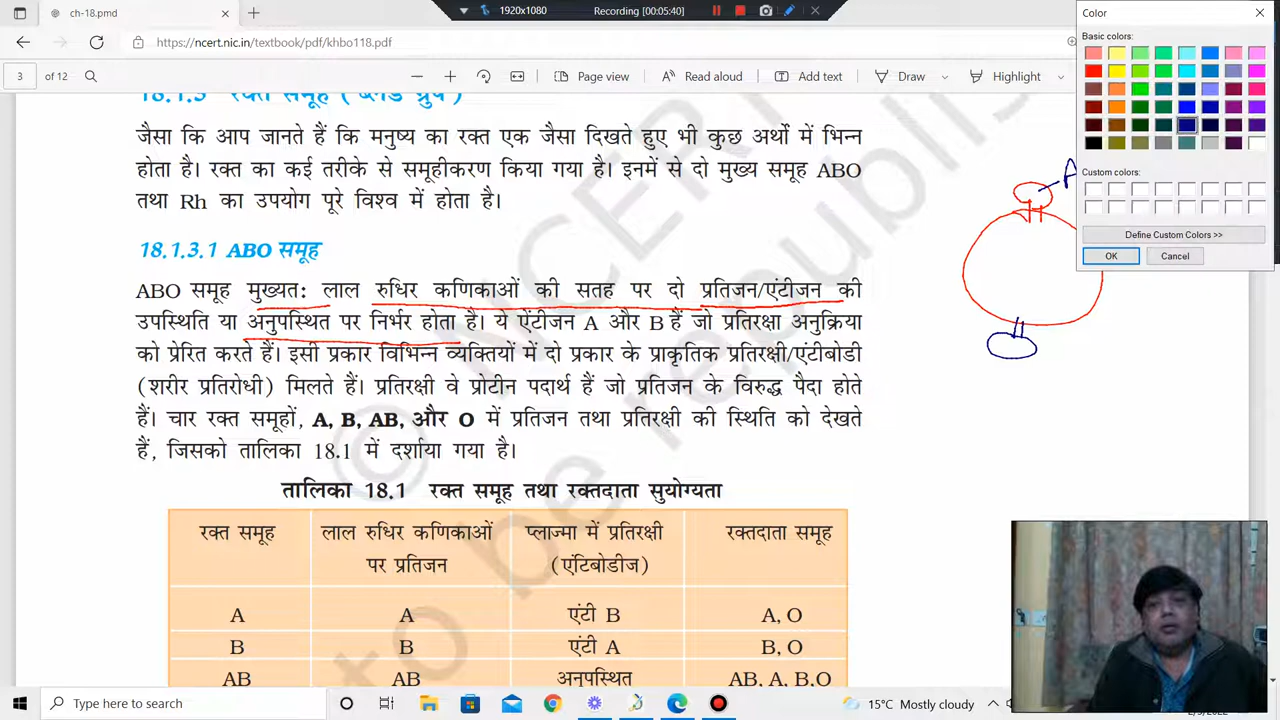 ch-18.pmd
1920x1080
Recording [00:05:40]
Color
https://ncert.nic.in/textbook/pdf/khbo118.pdf
Basic colors:
3 of 12
Page view
Read aloud
Add text
Draw
Highlight
18.1.3 रक्त समूह ( ब्लड ग्रुप )
जैसा कि आप जानते हैं कि मनुष्य का रक्त एक जैसा दिखते हुए भी कुछ अर्थों में भिन्न
होता है। रक्त का कई तरीके से समूहीकरण किया गया है। इनमें से दो मुख्य समूह ABO
तथा Rh का उपयोग पूरे विश्व में होता है।
A
Custom colors:
Define Custom Colors >>
OK
Cancel
18.1.3.1 ABO समूह
ABO समूह मुख्यत: लाल रुधिर कणिकाओं की सतह पर दो प्रतिजन/एंटीजन की
उपस्थिति या अनुपस्थित पर निर्भर होता है। ये ऐंटीजन A और B हैं जो प्रतिरक्षा अनुक्रिया
को प्रेरित करते हैं। इसी प्रकार विभिन्न व्यक्तियों में दो प्रकार के प्राकृतिक प्रतिरक्षी/एंटीबोडी
(शरीर प्रतिरोधी) मिलते हैं। प्रतिरक्षी वे प्रोटीन पदार्थ हैं जो प्रतिजन के विरुद्ध पैदा होते
हैं। चार रक्त समूहों, A, B, AB, और O में प्रतिजन तथा प्रतिरक्षी की स्थिति को देखते
हैं, जिसको तालिका 18.1 में दर्शाया गया है।
तालिका 18.1 रक्त समूह तथा रक्तदाता सुयोग्यता
रक्त समूह लाल रुधिर कणिकाओं प्लाज्मा में प्रतिरक्षी रक्तदाता समूह
पर प्रतिजन (एंटिबोडीज)
A A एंटी B A, O
B B एंटी A B, O
AB AB अनुपस्थित AB, A, B,O
Type here to search
15°C Mostly cloudy